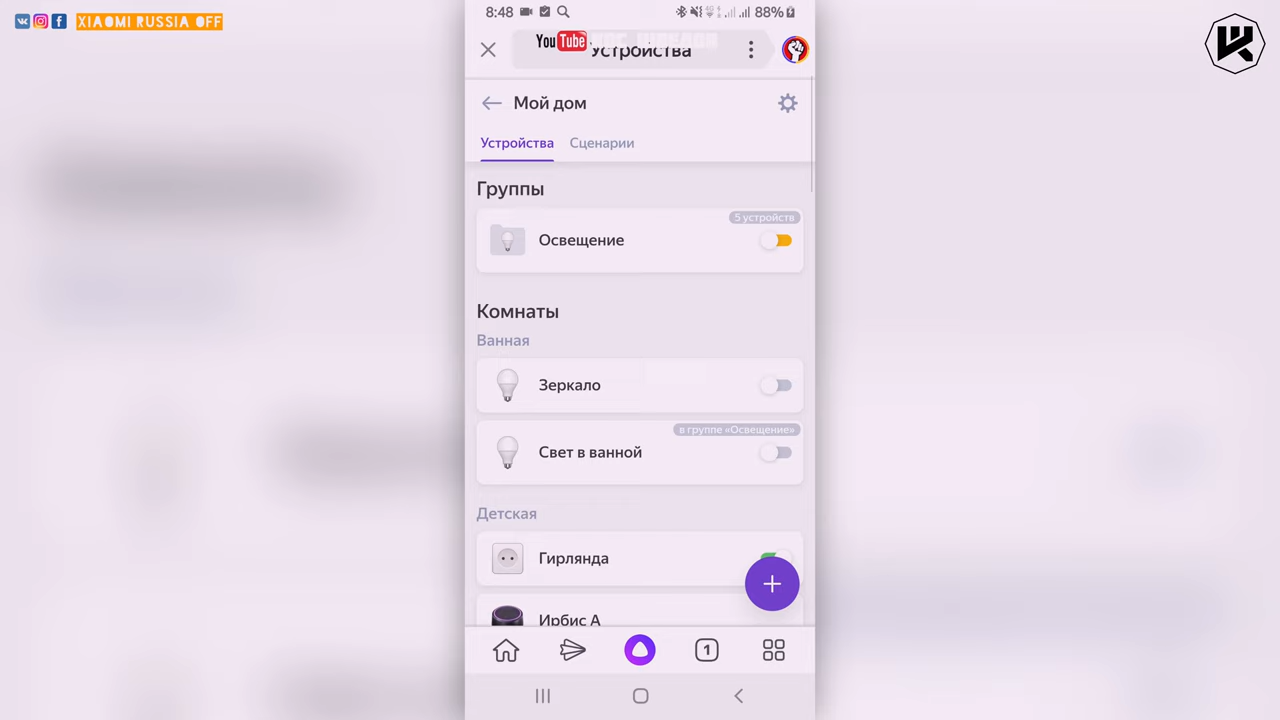 XIAOMI RUSSIA OFF
8:48
88%
YouTube
Устройства
Мой дом
Устройства
Сценарии
Группы
5 устройств
Освещение
Комнаты
Ванная
Зеркало
в группе «Освещение»
Свет в ванной
Детская
Гирлянда
Ирбис А
1